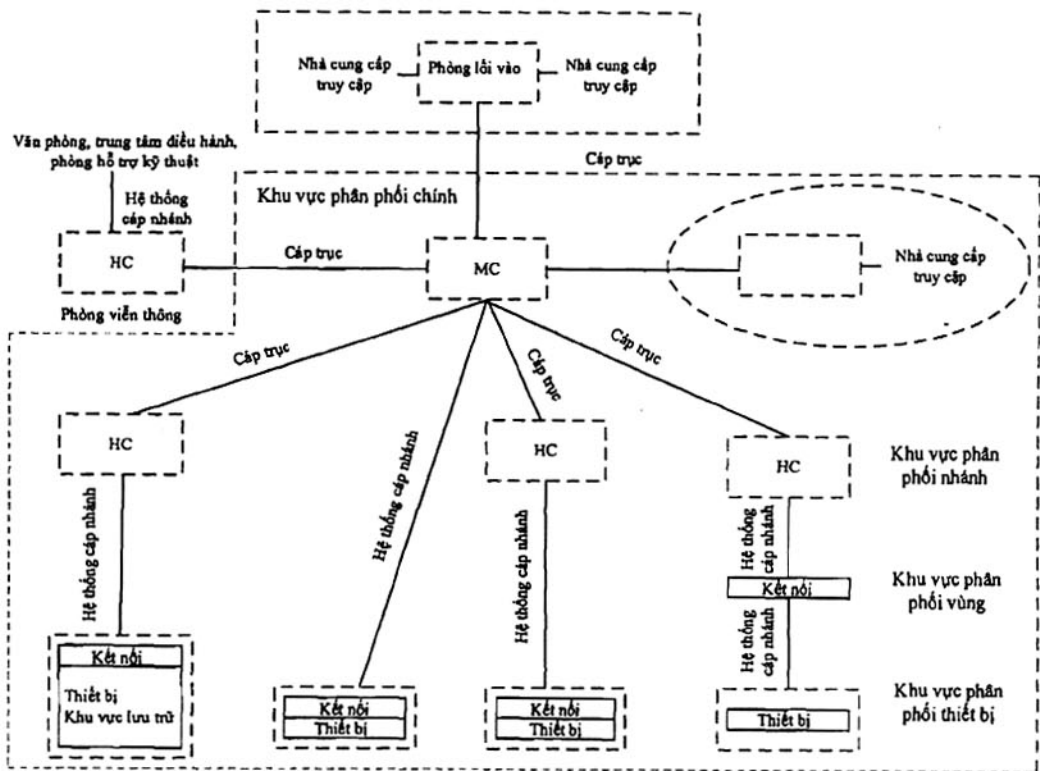 Nhà cung cấp
truy cập
Phòng lối vào
Nhà cung cấp
truy cập
Văn phòng, trung tâm điều hành,
phòng hỗ trợ kỹ thuật
Cáp trục
Hệ thống
cáp nhánh
Khu vực phân phối chính
HC
Cáp trục
MC
Nhà cung cấp
truy cập
Phòng viễn thông
Cáp trục
Cáp trục
Cáp trục
HC
HC
HC
Khu vực phân
phối nhánh
Hệ thống cáp nhánh
Hệ thống cáp nhánh
Hệ thống cáp nhánh
Hệ thống
cáp nhánh
Kết nối
Khu vực phân
phối vùng
Hệ thống
cáp nhánh
Kết nối
Thiết bị
Khu vực lưu trữ
Kết nối
Thiết bị
Kết nối
Thiết bị
Thiết bị
Khu vực phân
phối thiết bị